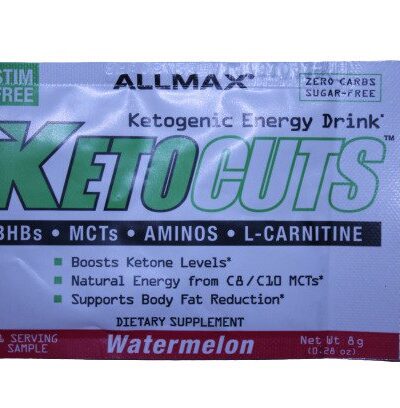 STIM
FREE
ALLMAX®
ZERO CARBS
SUGAR-FREE
Ketogenic Energy Drink*
KETOCUTS™
BHBs • MCTs • AMINOS • L-CARNITINE
Boosts Ketone Levels*
Natural Energy from C8/C10 MCTs*
Supports Body Fat Reduction*
DIETARY SUPPLEMENT
1 SERVING
SAMPLE
Watermelon
Net Wt 8g
(0.28 oz)